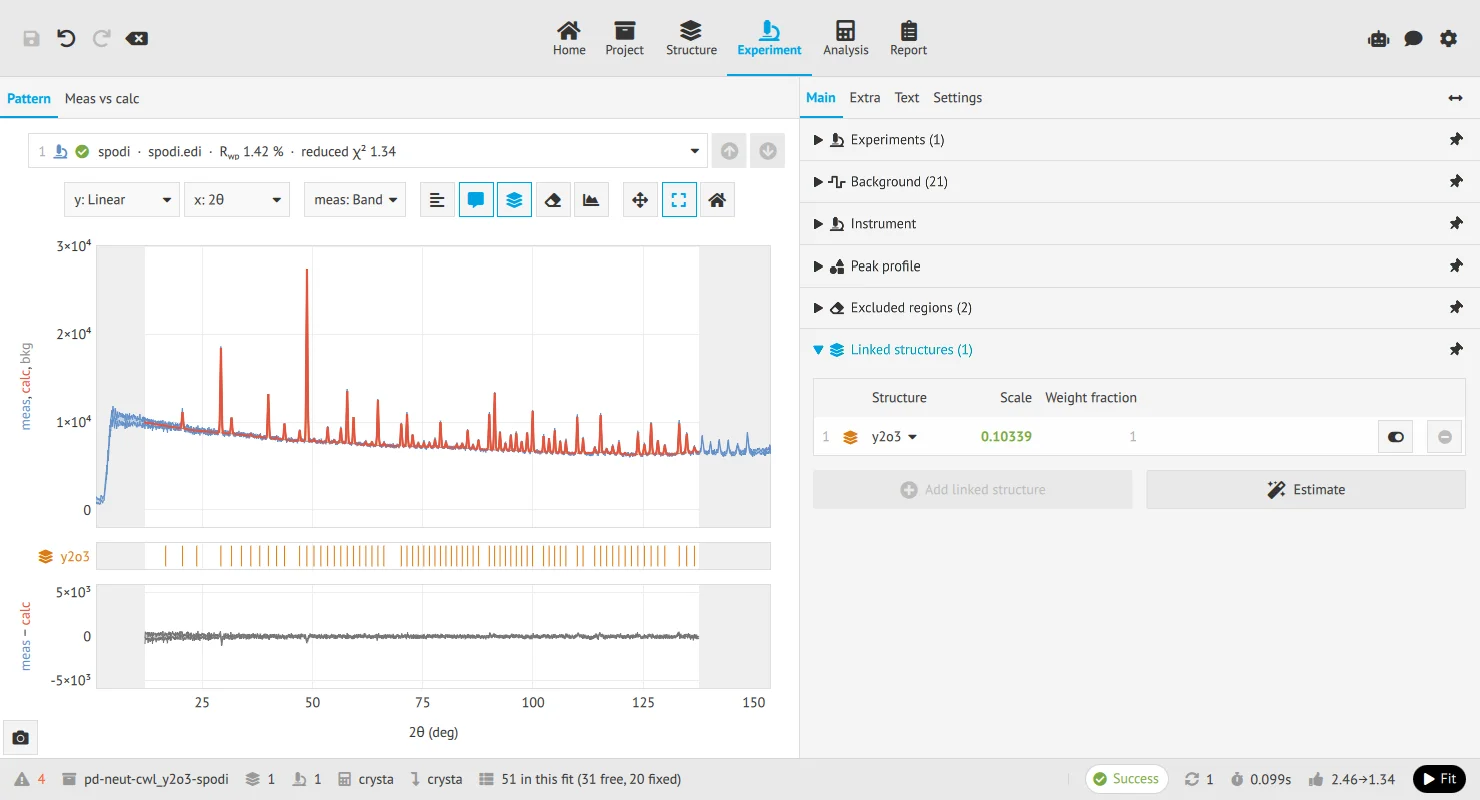 Home
Project
Structure
Experiment
Analysis
Report
Pattern
Meas vs calc
1 spodi · spodi.edi · Rwp 1.42 % · reduced χ² 1.34
y: Linear
x: 2θ
meas: Band
3×10⁴
2×10⁴
1×10⁴
0
meas, calc, bkg
y2o3
5×10³
0
-5×10³
meas − calc
25
50
75
100
125
150
2θ (deg)
Main
Extra
Text
Settings
Experiments (1)
Background (21)
Instrument
Peak profile
Excluded regions (2)
Linked structures (1)
Structure Scale Weight fraction
1 y2o3 0.10339 1
Add linked structure
Estimate
4 pd-neut-cwl_y2o3-spodi 1 1 crysta crysta 51 in this fit (31 free, 20 fixed)
Success 1 0.099s 2.46→1.34 Fit